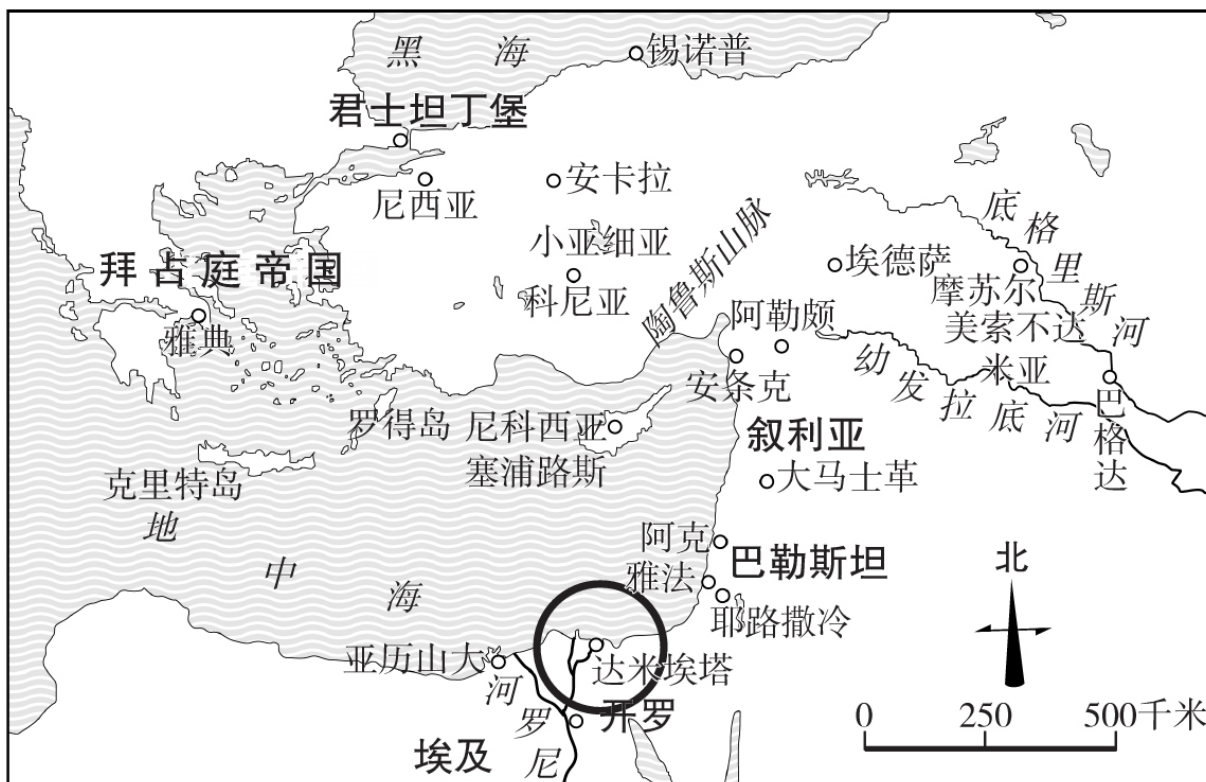 黑海
锡诺普
君士坦丁堡
尼西亚
安卡拉
小亚细亚
科尼亚
拜占庭帝国
雅典
陶鲁斯山脉
埃德萨
底格里斯河
摩苏尔
美索不达
米亚
阿勒颇
安条克
幼发拉底河
巴格达
罗得岛
尼科西亚
塞浦路斯
叙利亚
大马士革
克里特岛
地中海
阿克
巴勒斯坦
雅法
耶路撒冷
北
亚历山大
达米埃塔
河罗尼
开罗
埃及
0 250 500千米